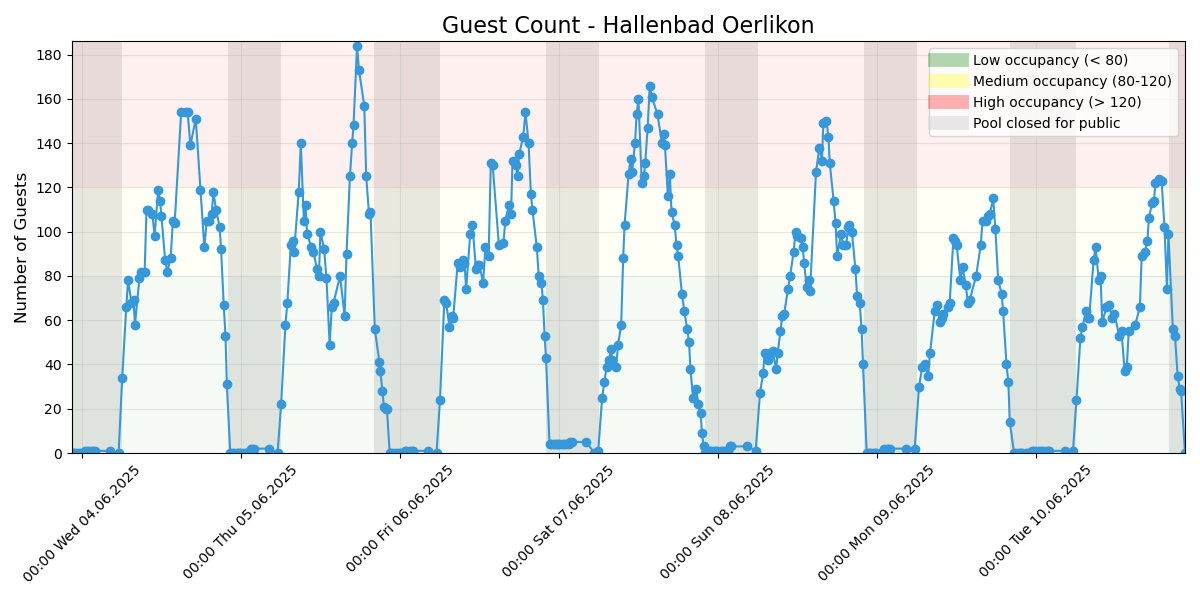 Guest Count - Hallenbad Oerlikon
Number of Guests
180
160
140
120
100
80
60
40
20
0
Low occupancy (< 80)
Medium occupancy (80-120)
High occupancy (> 120)
Pool closed for public
00:00 Wed 04.06.2025
00:00 Thu 05.06.2025
00:00 Fri 06.06.2025
00:00 Sat 07.06.2025
00:00 Sun 08.06.2025
00:00 Mon 09.06.2025
00:00 Tue 10.06.2025